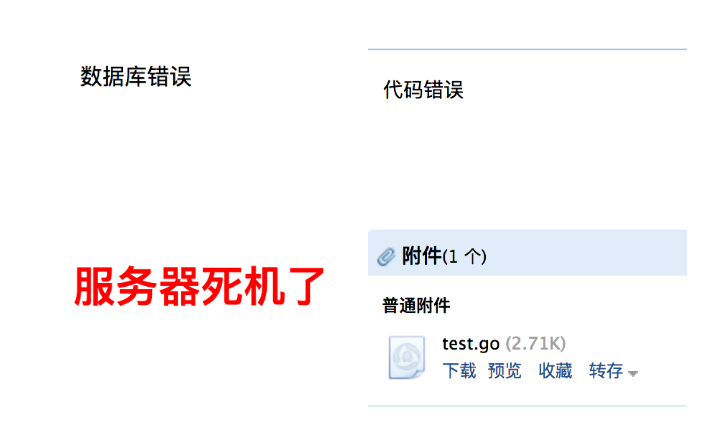 数据库错误
代码错误
服务器死机了
附件(1 个)
普通附件
test.go (2.71K)
下载 预览 收藏 转存